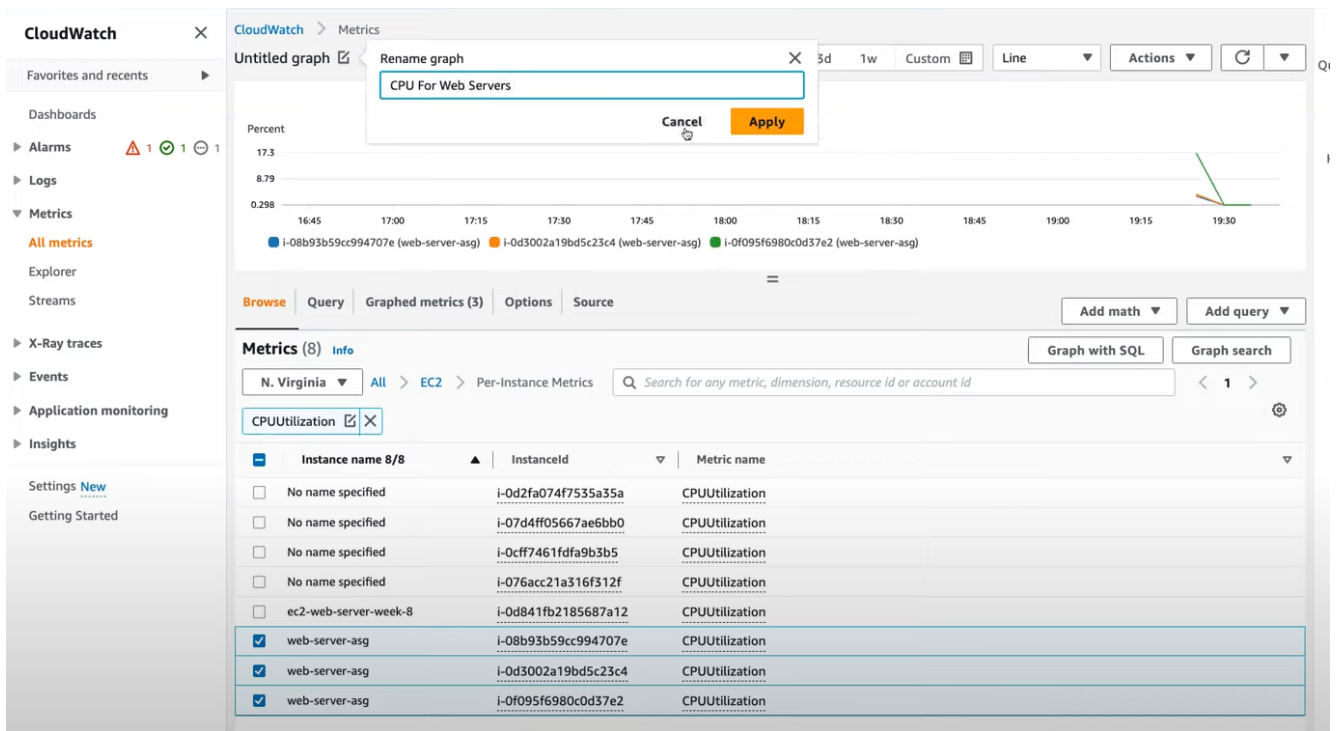 CloudWatch
Favorites and recents
Dashboards
Alarms 1 1 1
Logs
Metrics
All metrics
Explorer
Streams
X-Ray traces
Events
Application monitoring
Insights
Settings New
Getting Started
CloudWatch Metrics
Untitled graph
Rename graph
CPU For Web Servers
Cancel Apply
3d 1w Custom Line Actions
Percent
17.3
8.79
0.298
16:45 17:00 17:15 17:30 17:45 18:00 18:15 18:30 18:45 19:00 19:15 19:30
i-08b93b59cc994707e (web-server-asg) i-0d3002a19bd5c23c4 (web-server-asg) i-0f095f6980c0d37e2 (web-server-asg)
Browse Query Graphed metrics (3) Options Source
Add math Add query
Metrics (8) Info
Graph with SQL Graph search
N. Virginia All EC2 Per-Instance Metrics Search for any metric, dimension, resource id or account id 1
CPUUtilization
Instance name 8/8 InstanceId Metric name
No name specified i-0d2fa074f7535a35a CPUUtilization
No name specified i-07d4ff05667ae6bb0 CPUUtilization
No name specified i-0cff7461fdfa9b3b5 CPUUtilization
No name specified i-076acc21a316f312f CPUUtilization
ec2-web-server-week-8 i-0d841fb2185687a12 CPUUtilization
web-server-asg i-08b93b59cc994707e CPUUtilization
web-server-asg i-0d3002a19bd5c23c4 CPUUtilization
web-server-asg i-0f095f6980c0d37e2 CPUUtilization